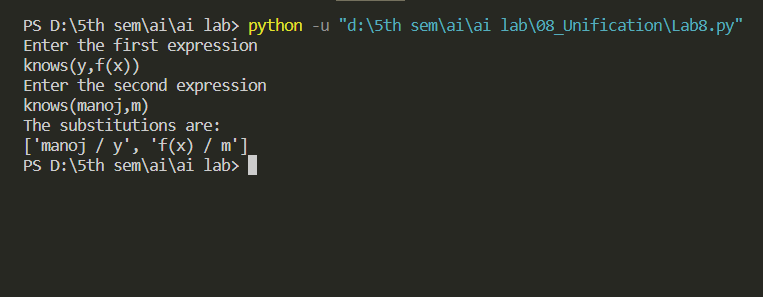 PS D:\5th sem\ai\ai lab> python -u "d:\5th sem\ai\ai lab\08_Unification\Lab8.py"
Enter the first expression
knows(y,f(x))
Enter the second expression
knows(manoj,m)
The substitutions are:
['manoj / y', 'f(x) / m']
PS D:\5th sem\ai\ai lab>